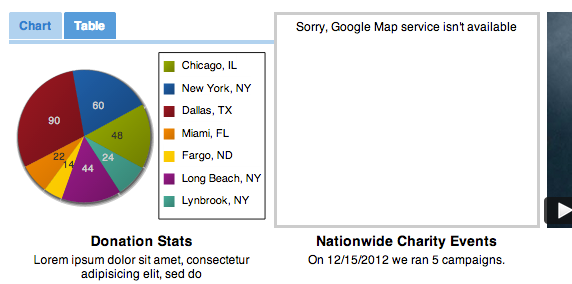 Chart
Table
Sorry, Google Map service isn't available
Chicago, IL
New York, NY
Dallas, TX
Miami, FL
Fargo, ND
Long Beach, NY
Lynbrook, NY
60
90
48
22
24
14
44
Donation Stats
Lorem ipsum dolor sit amet, consectetur
adipisicing elit, sed do
Nationwide Charity Events
On 12/15/2012 we ran 5 campaigns.